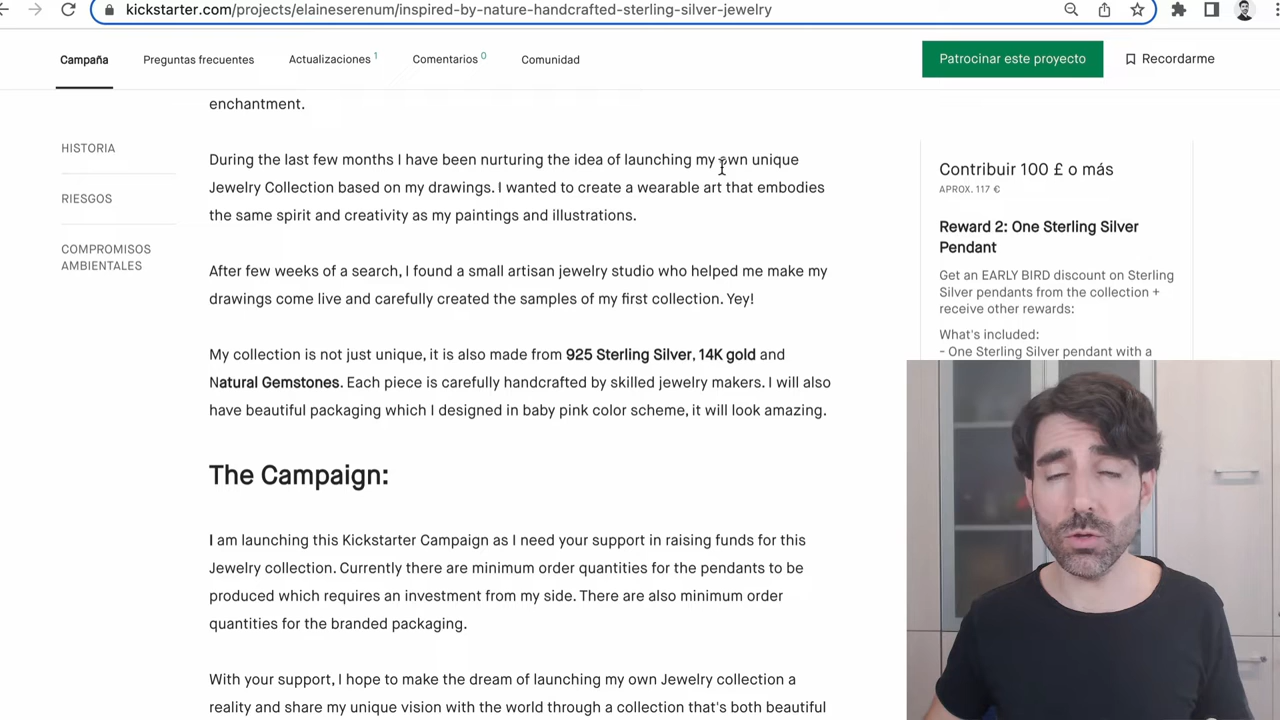 kickstarter.com/projects/elaineserenum/inspired-by-nature-handcrafted-sterling-silver-jewelry
Campaña
Preguntas frecuentes
Actualizaciones 1
Comentarios 0
Comunidad
Patrocinar este proyecto
Recordarme
HISTORIA
RIESGOS
COMPROMISOS
AMBIENTALES
enchantment.
During the last few months I have been nurturing the idea of launching my own unique
Jewelry Collection based on my drawings. I wanted to create a wearable art that embodies
the same spirit and creativity as my paintings and illustrations.
After few weeks of a search, I found a small artisan jewelry studio who helped me make my
drawings come live and carefully created the samples of my first collection. Yey!
My collection is not just unique, it is also made from 925 Sterling Silver, 14K gold and
Natural Gemstones. Each piece is carefully handcrafted by skilled jewelry makers. I will also
have beautiful packaging which I designed in baby pink color scheme, it will look amazing.
The Campaign:
I am launching this Kickstarter Campaign as I need your support in raising funds for this
Jewelry collection. Currently there are minimum order quantities for the pendants to be
produced which requires an investment from my side. There are also minimum order
quantities for the branded packaging.
With your support, I hope to make the dream of launching my own Jewelry collection a
reality and share my unique vision with the world through a collection that's both beautiful
Contribuir 100 £ o más
APROX. 117 €
Reward 2: One Sterling Silver
Pendant
Get an EARLY BIRD discount on Sterling
Silver pendants from the collection +
receive other rewards:
What's included:
- One Sterling Silver pendant with a